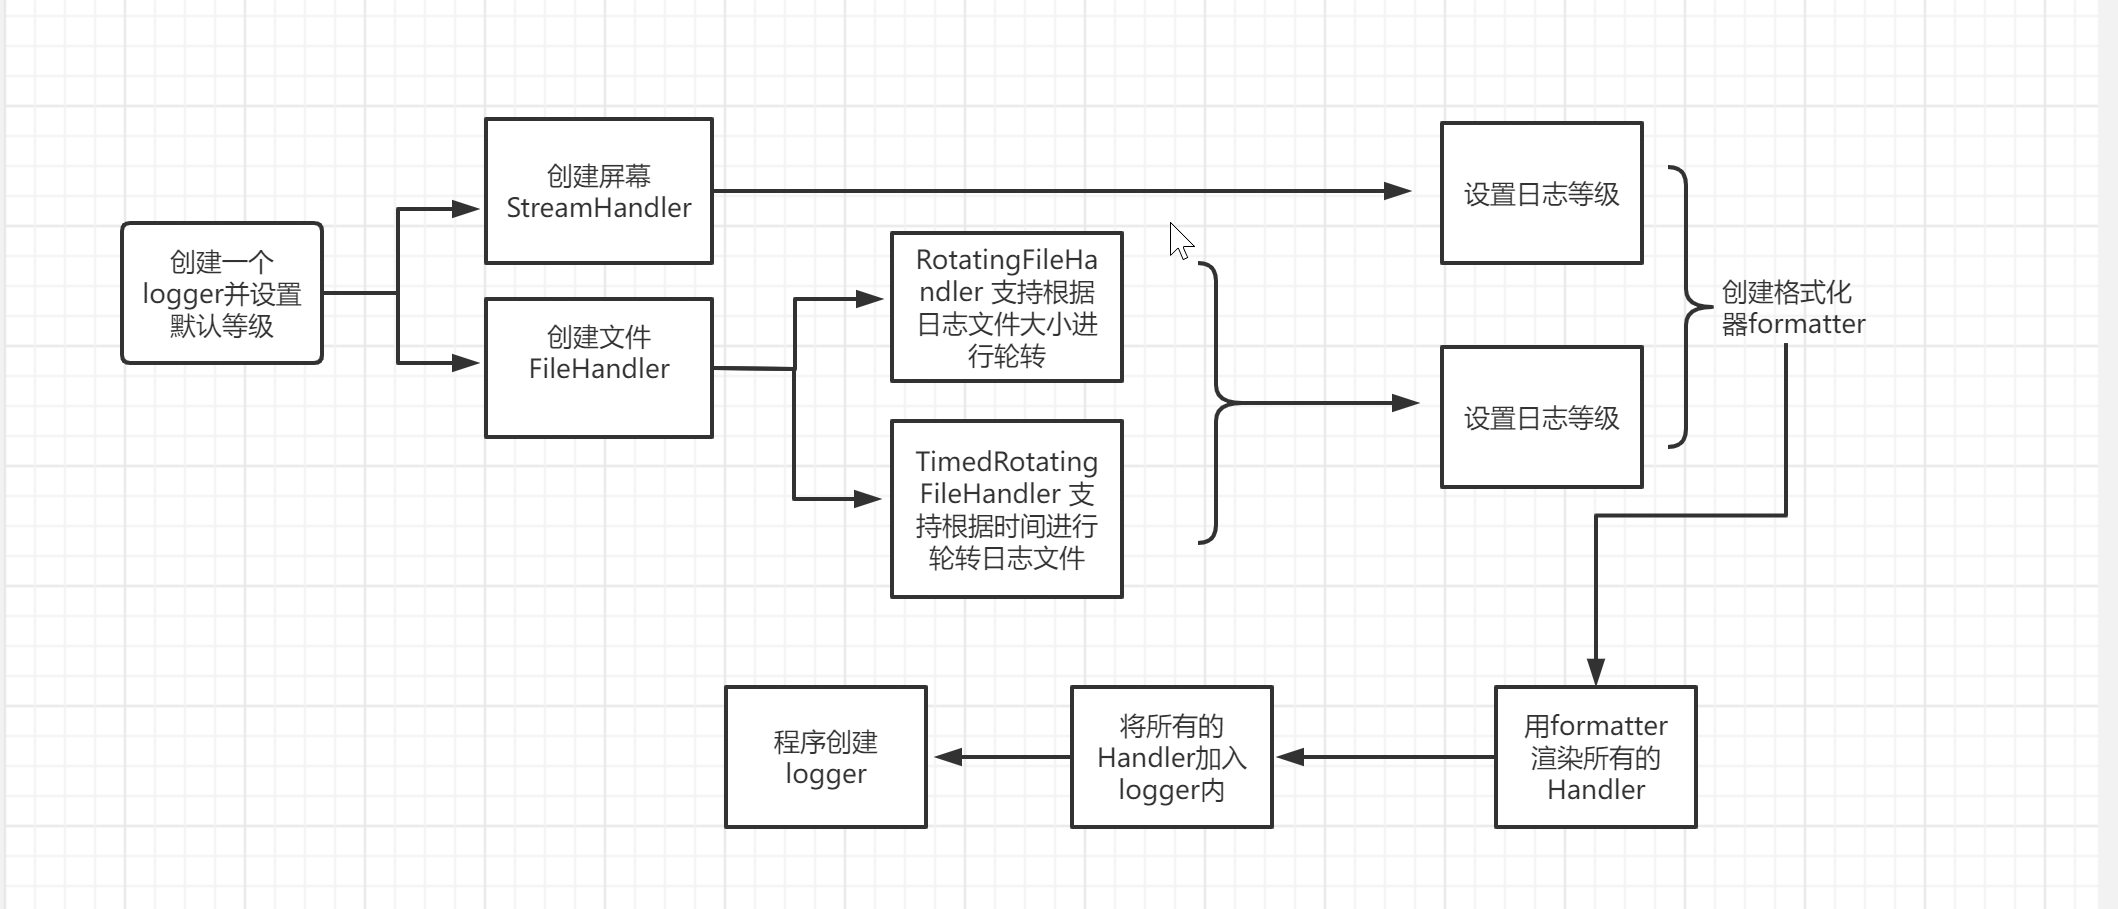 创建一个
logger并设置
默认等级
创建屏幕
StreamHandler
创建文件
FileHandler
RotatingFileHa
ndler 支持根据
日志文件大小进
行轮转
TimedRotating
FileHandler 支
持根据时间进行
轮转日志文件
设置日志等级
设置日志等级
创建格式化
器formatter
用formatter
渲染所有的
Handler
将所有的
Handler加入
logger内
程序创建
logger